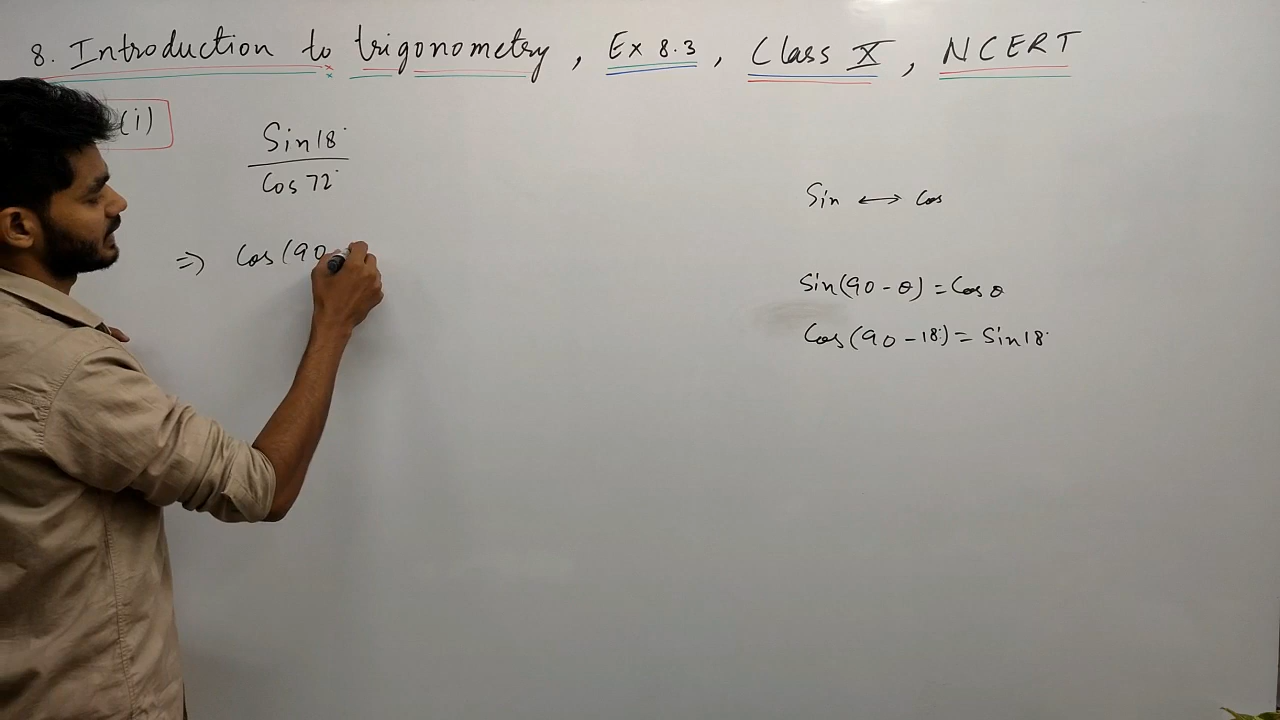 8. Introduction to trigonometry, Ex 8.3, Class X, NCERT
(i)
Sin18°
Cos 72°
Sin ↔ Cos
⇒ Cos(90
Sin(90 - θ) = Cos θ
Cos(90 - 18°) = Sin18°